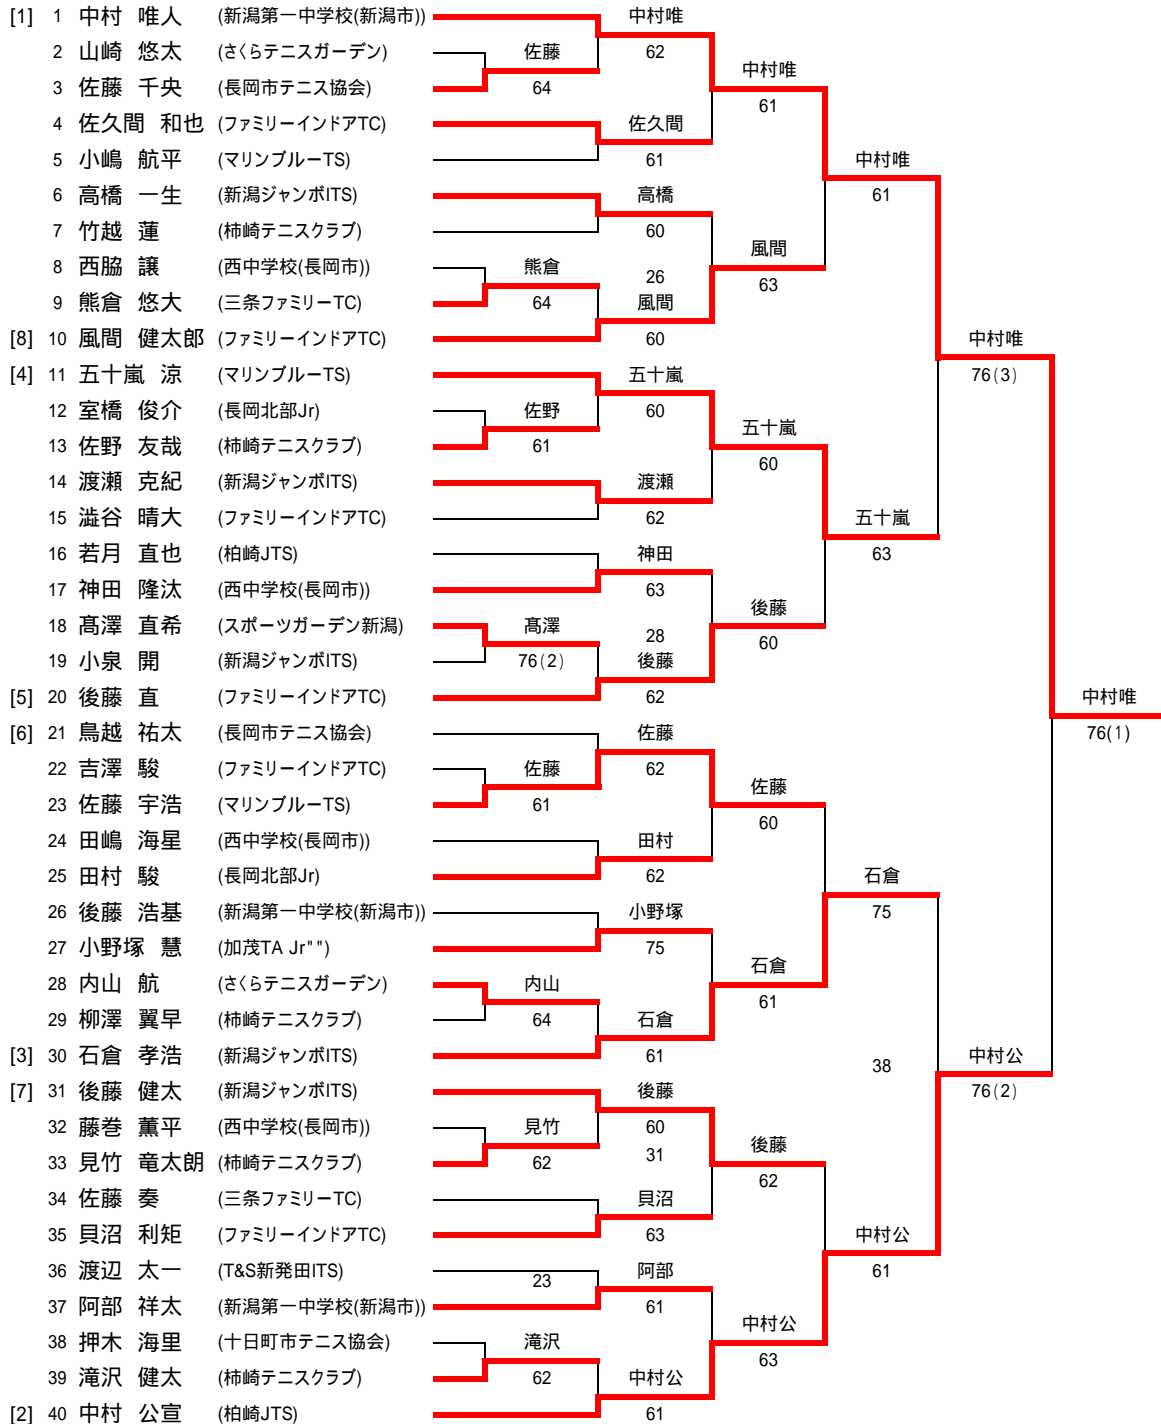 [1] 1 中村 唯人 (新潟第一中学校(新潟市)) 中村唯
2 山崎 悠太 (さくらテニスガーデン) 佐藤 62
中村唯
3 佐藤 千央 (長岡市テニス協会) 64
61
4 佐久間 和也 (ファミリーインドアTC) 佐久間
5 小嶋 航平 (マリンブルーTS) 61 中村唯
6 高橋 一生 (新潟ジャンボITS) 高橋 61
7 竹越 蓮 (柿崎テニスクラブ) 60
風間
8 西脇 譲 (西中学校(長岡市)) 熊倉 26
63
9 熊倉 悠大 (三条ファミリーTC) 64 風間
[8] 10 風間 健太郎 (ファミリーインドアTC) 60 中村唯
[4] 11 五十嵐 涼 (マリンブルーTS) 五十嵐 76(3)
12 室橋 俊介 (長岡北部Jr) 佐野 60
五十嵐
13 佐野 友哉 (柿崎テニスクラブ) 61
60
14 渡瀬 克紀 (新潟ジャンボITS) 渡瀬
15 澁谷 晴大 (ファミリーインドアTC) 62 五十嵐
16 若月 直也 (柏崎JTS) 神田 63
17 神田 隆汰 (西中学校(長岡市)) 63
後藤
18 髙澤 直希 (スポーツガーデン新潟) 髙澤 28
60
19 小泉 開 (新潟ジャンボITS) 76(2) 後藤
[5] 20 後藤 直 (ファミリーインドアTC) 62 中村唯
[6] 21 鳥越 祐太 (長岡市テニス協会) 佐藤 76(1)
22 吉澤 駿 (ファミリーインドアTC) 佐藤 62
佐藤
23 佐藤 宇浩 (マリンブルーTS) 61
60
24 田嶋 海星 (西中学校(長岡市)) 田村
25 田村 駿 (長岡北部Jr) 62 石倉
26 後藤 浩基 (新潟第一中学校(新潟市)) 小野塚 75
27 小野塚 慧 (加茂TA Jr"") 75
石倉
28 内山 航 (さくらテニスガーデン) 内山
61
29 柳澤 翼早 (柿崎テニスクラブ) 64 石倉
[3] 30 石倉 孝浩 (新潟ジャンボITS) 61 38 中村公
[7] 31 後藤 健太 (新潟ジャンボITS) 後藤 76(2)
32 藤巻 薫平 (西中学校(長岡市)) 見竹 60
後藤
33 見竹 竜太朗 (柿崎テニスクラブ) 62 31
62
34 佐藤 奏 (三条ファミリーTC) 貝沼
35 貝沼 利矩 (ファミリーインドアTC) 63 中村公
36 渡辺 太一 (T&S新発田ITS) 23 阿部 61
37 阿部 祥太 (新潟第一中学校(新潟市)) 61
中村公
38 押木 海里 (十日町市テニス協会) 滝沢
63
39 滝沢 健太 (柿崎テニスクラブ) 62 中村公
[2] 40 中村 公宣 (柏崎JTS) 61